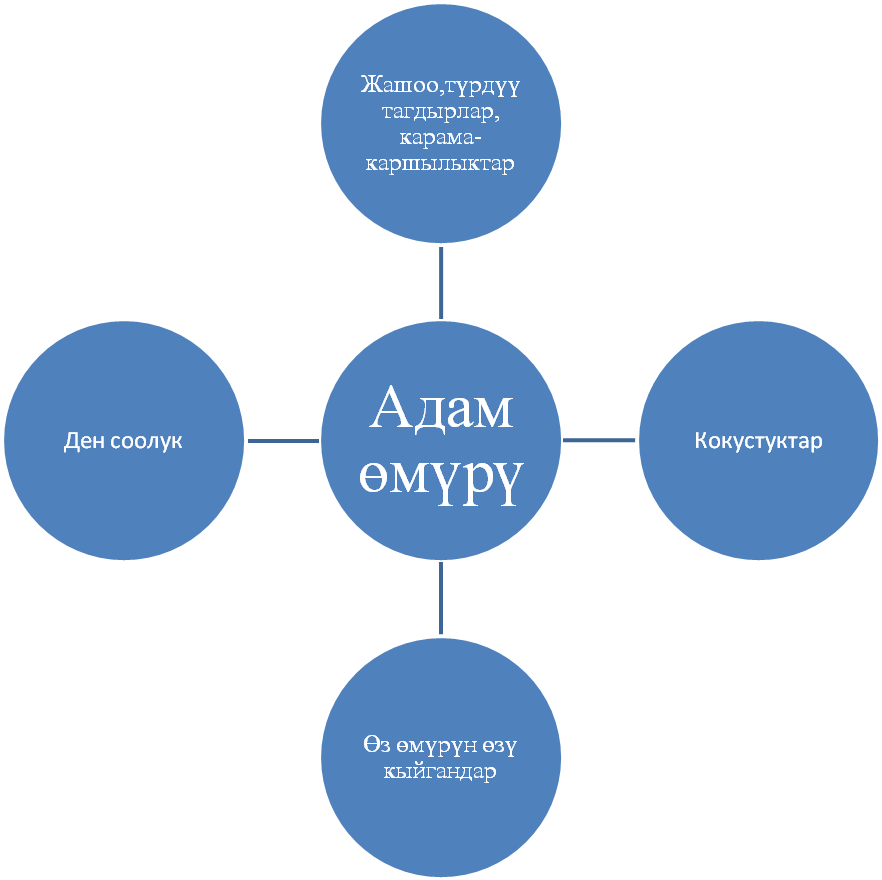 Жашоо,түрдүү
тагдырлар,
карама-
каршылыктар
Ден соолук
Адам
өмүрү
Кокустуктар
Өз өмүрүн өзү
кыйгандар